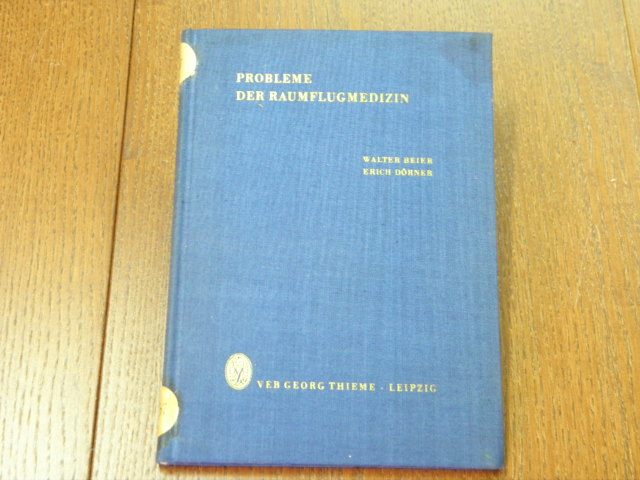 PROBLEME
DER RAUMFLUGMEDIZIN
WALTER BEIER
ERICH DÖRNER
VEB GEORG THIEME · LEIPZIG